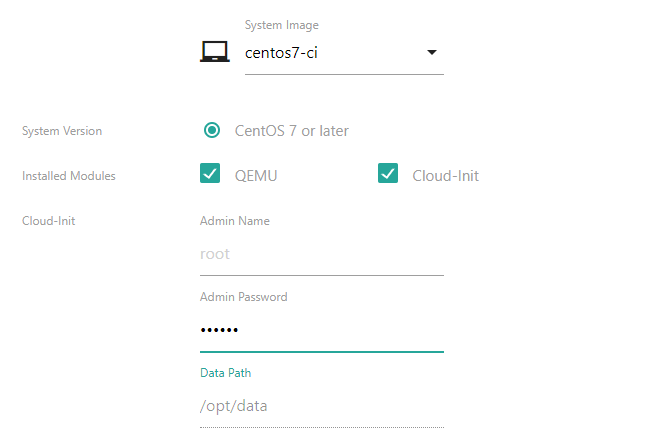 System Image
centos7-ci
System Version
CentOS 7 or later
Installed Modules
QEMU
Cloud-Init
Cloud-Init
Admin Name
root
Admin Password
••••••
Data Path
/opt/data